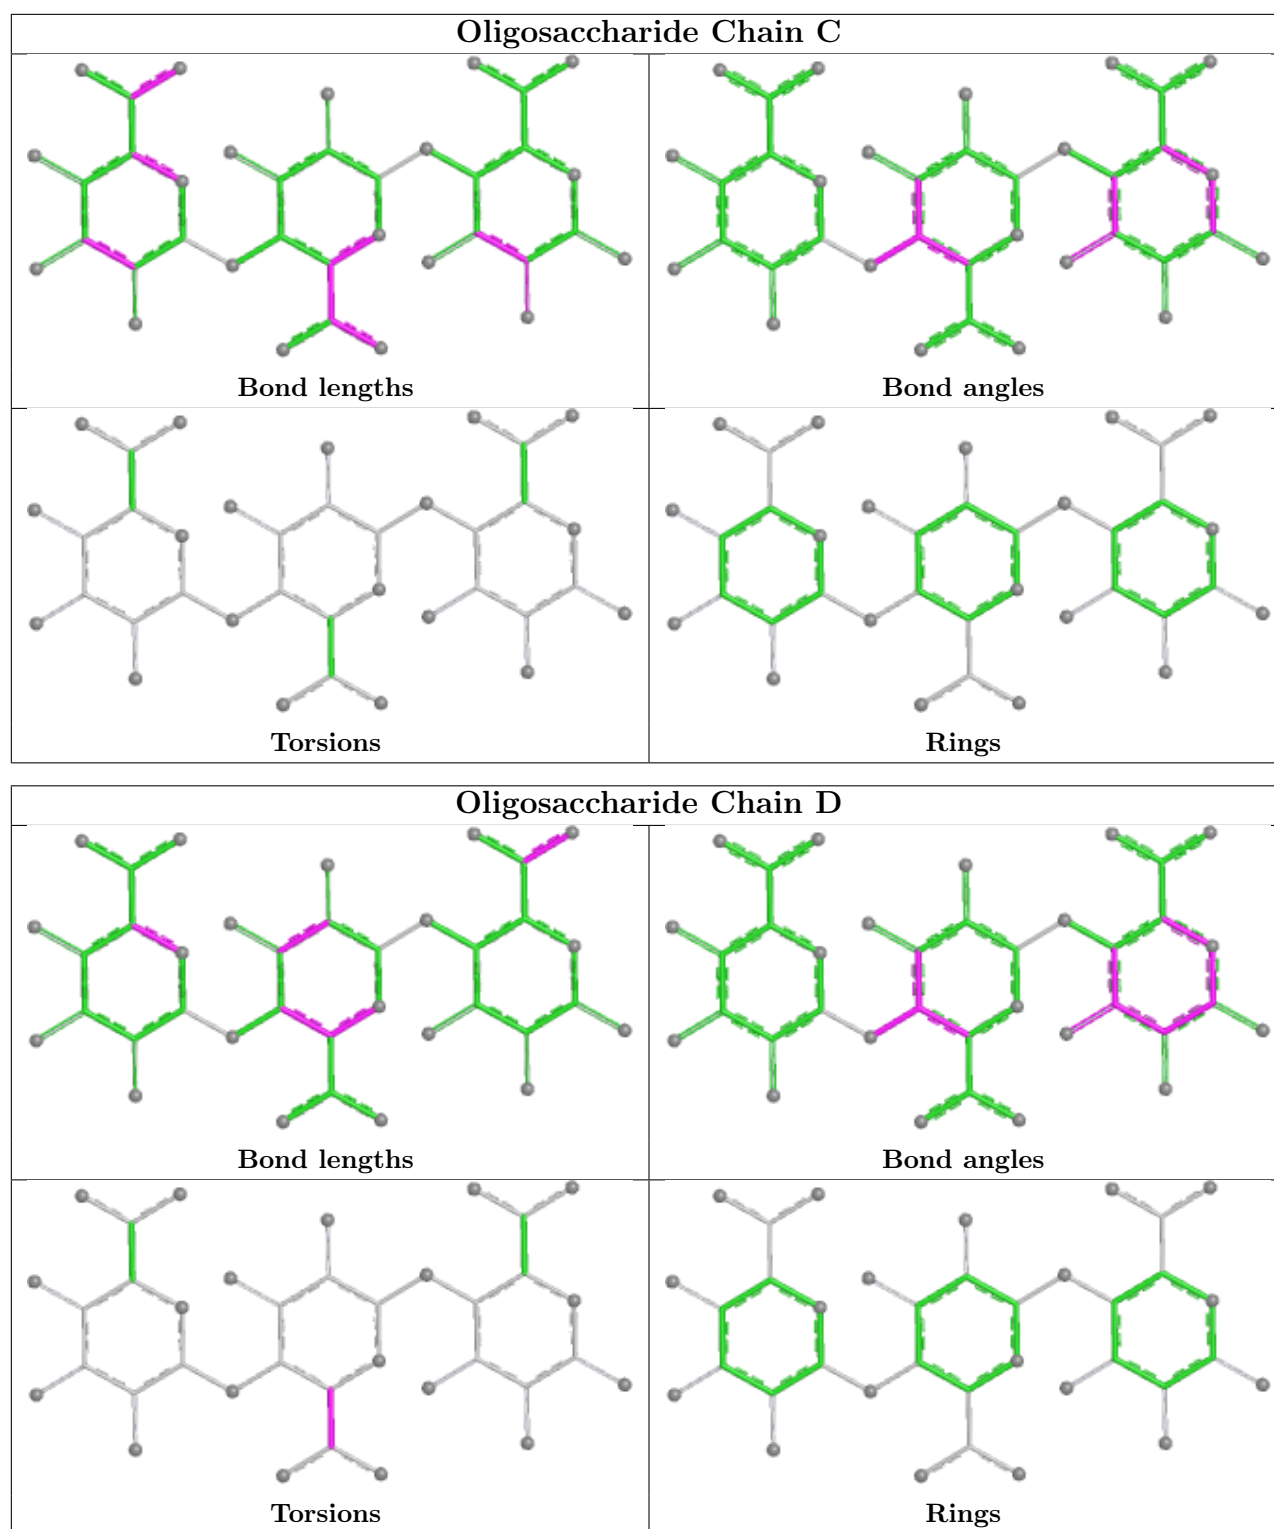 Oligosaccharide Chain C
Bond lengths
Bond angles
Torsions
Rings
Oligosaccharide Chain D
Bond lengths
Bond angles
Torsions
Rings